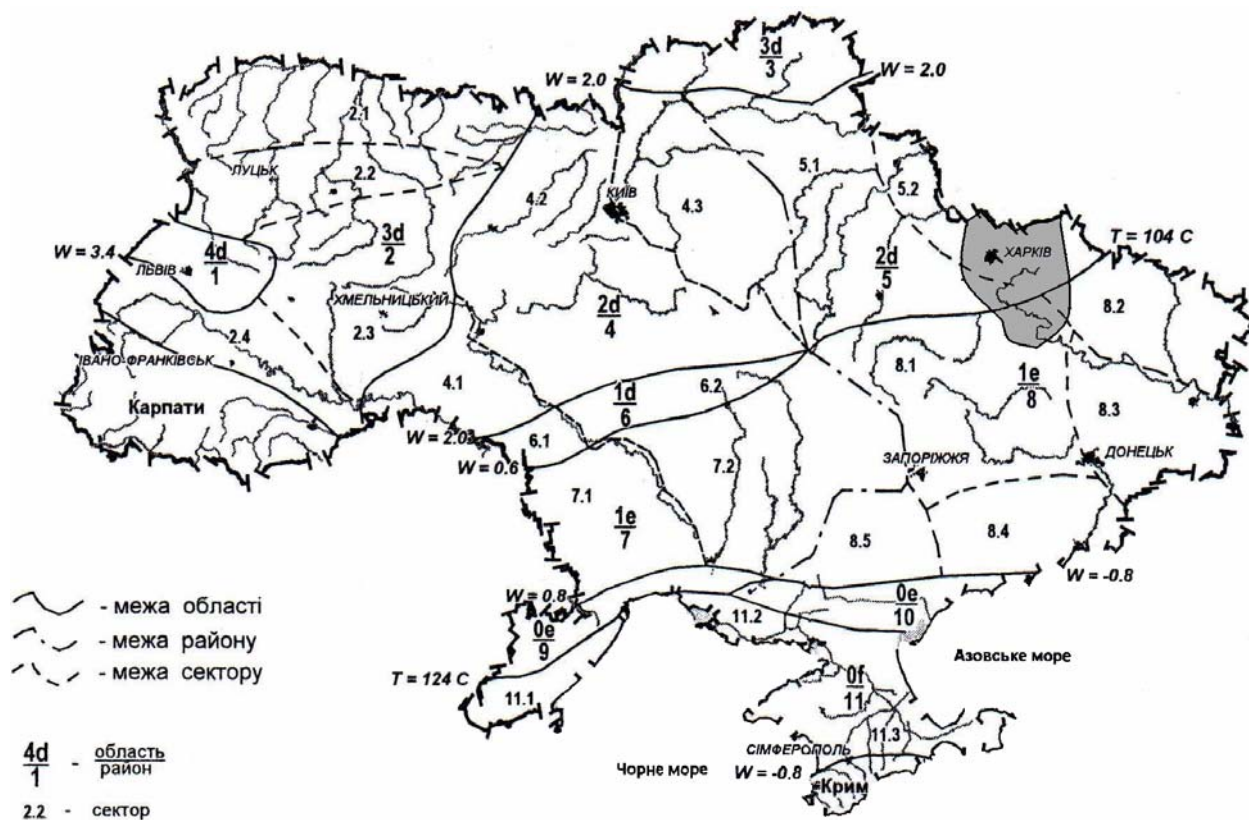 3d
3
W = 2.0
W = 2.0
2.1
5.1
ЛУЦЬК
2.2
5.2
4.2
КИЇВ
4.3
W = 3.4
4d
1
3d
2
2d
5
ХАРКІВ
T = 104 C
ЛЬВІВ
ХМЕЛЬНИЦЬКИЙ
2d
4
8.2
2.4
2.3
ІВАНО-ФРАНКІВСЬК
8.1
1e
8
Карпати
4.1
1d
6
6.2
8.3
W = 2.0
6.1
W = 0.6
ЗАПОРІЖЖЯ
ДОНЕЦЬК
7.2
7.1
1e
7
8.5
8.4
W = -0.8
W = 0.8
- межа області
0e
9
11.2
0e
10
- межа району
Азовське море
- межа сектору
T = 124 C
11.1
0f
11
4d
1
- область
район
11.3
СІМФЕРОПОЛЬ
Чорне море
W = -0.8
Крим
2.2 - сектор